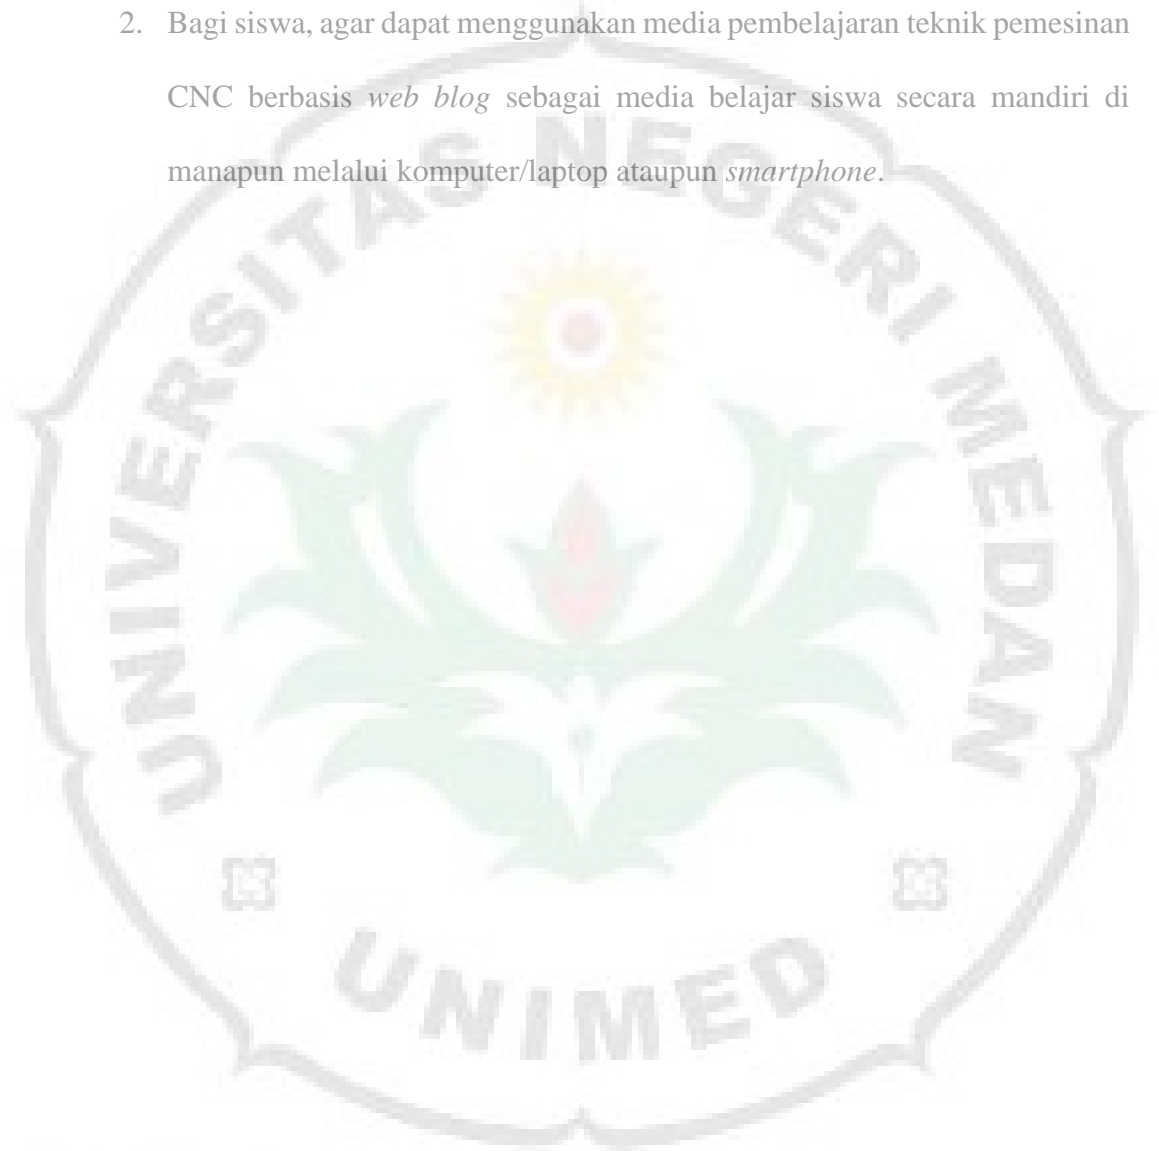 2. Bagi siswa, agar dapat menggunakan media pembelajaran teknik pemesinan
CNC berbasis web blog sebagai media belajar siswa secara mandiri di
manapun melalui komputer/laptop ataupun smartphone.
UNIVERSITAS NEGERI MEDAN
UNIMED